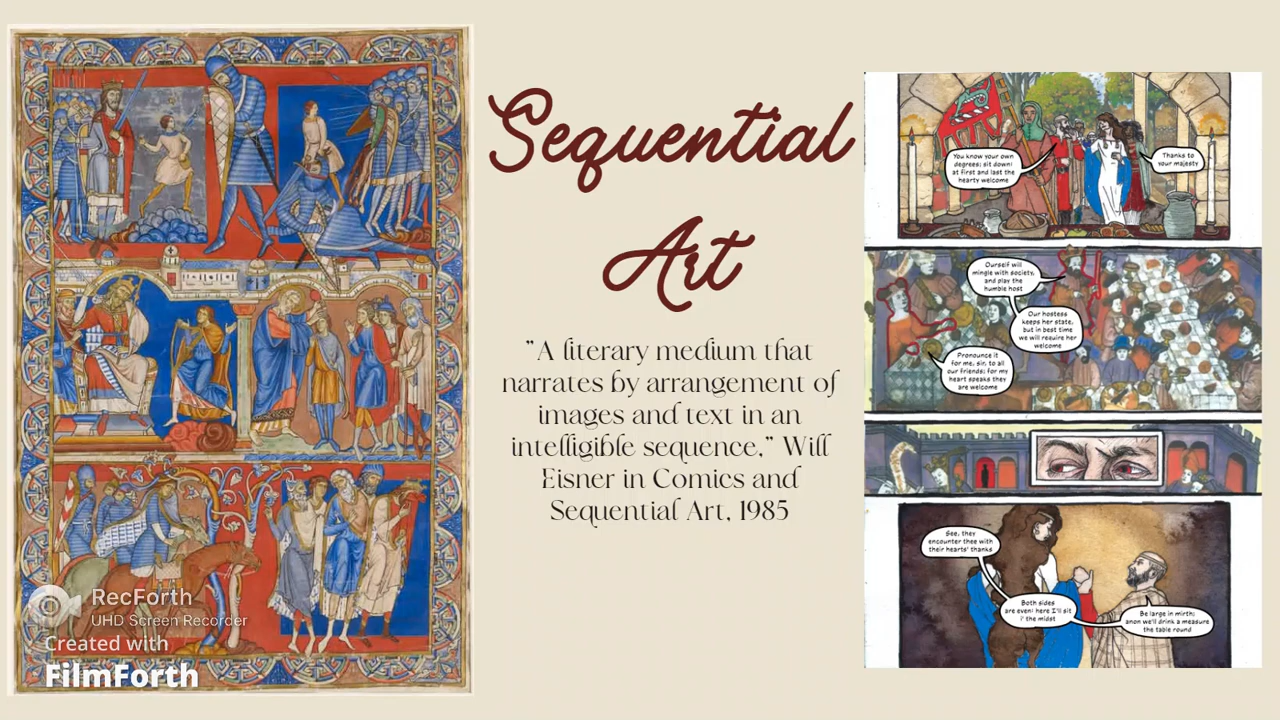 Sequential
Art
"A literary medium that
narrates by arrangement of
images and text in an
intelligible sequence," Will
Eisner in Comics and
Sequential Art, 1985
You know your own
degrees; sit down:
at first and last the
hearty welcome
Thanks to
your majesty
Ourself will
mingle with society,
and play the
humble host
Our hostess
keeps her state,
but in best time
we will require her
welcome
Pronounce it
for me, sir, to all
our friends; for my
heart speaks they
are welcome
See, they
encounter thee with
their hearts' thanks
Both sides
are even: here I'll sit
i' the midst
Be large in mirth;
anon we'll drink a measure
the table round
RecForth
UHD Screen Recorder
Created with
FilmForth